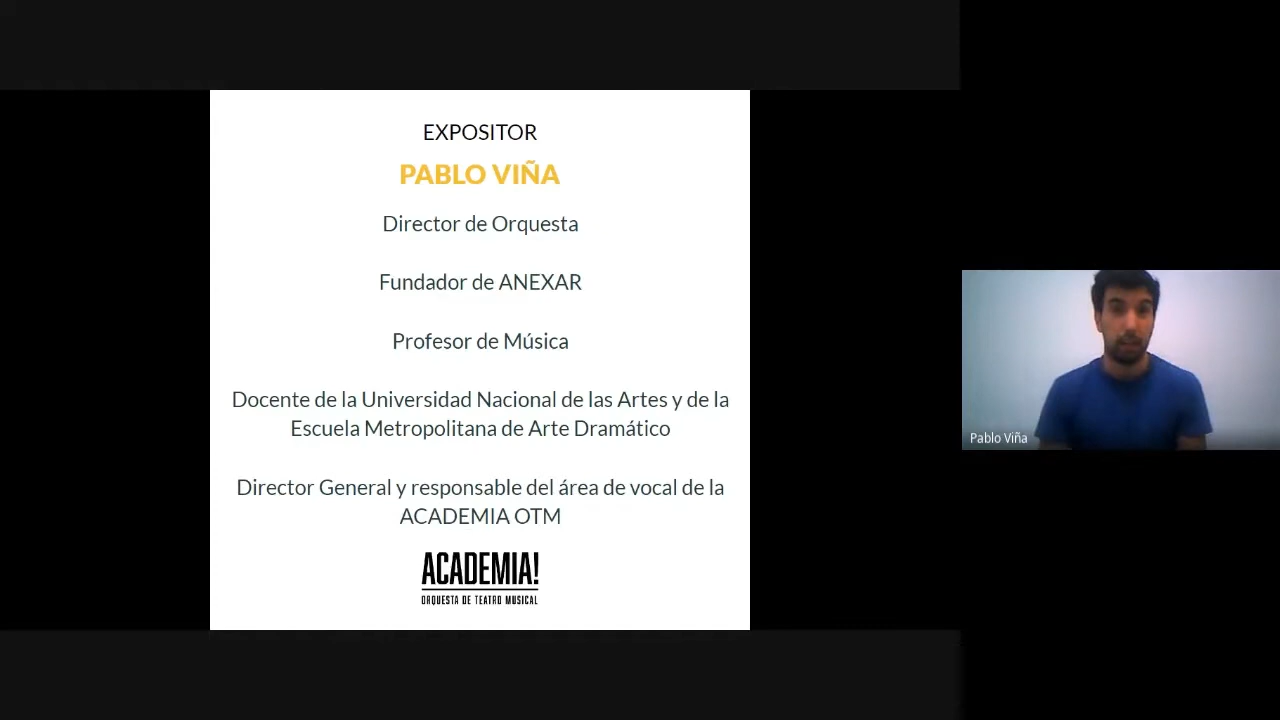 EXPOSITOR
PABLO VIÑA
Director de Orquesta
Fundador de ANEXAR
Profesor de Música
Docente de la Universidad Nacional de las Artes y de la
Escuela Metropolitana de Arte Dramático
Director General y responsable del área de vocal de la
ACADEMIA OTM
ACADEMIA!
ORQUESTA DE TEATRO MUSICAL
Pablo Viña